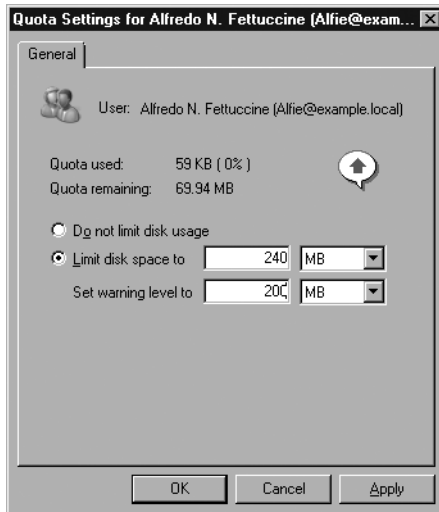 Quota Settings for Alfredo N. Fettuccine (Alfie@exam...
General
User: Alfredo N. Fettuccine (Alfie@example.local)
Quota used: 59 KB ( 0% )
Quota remaining: 69.94 MB
Do not limit disk usage
Limit disk space to 240 MB
Set warning level to 200 MB
OK Cancel Apply